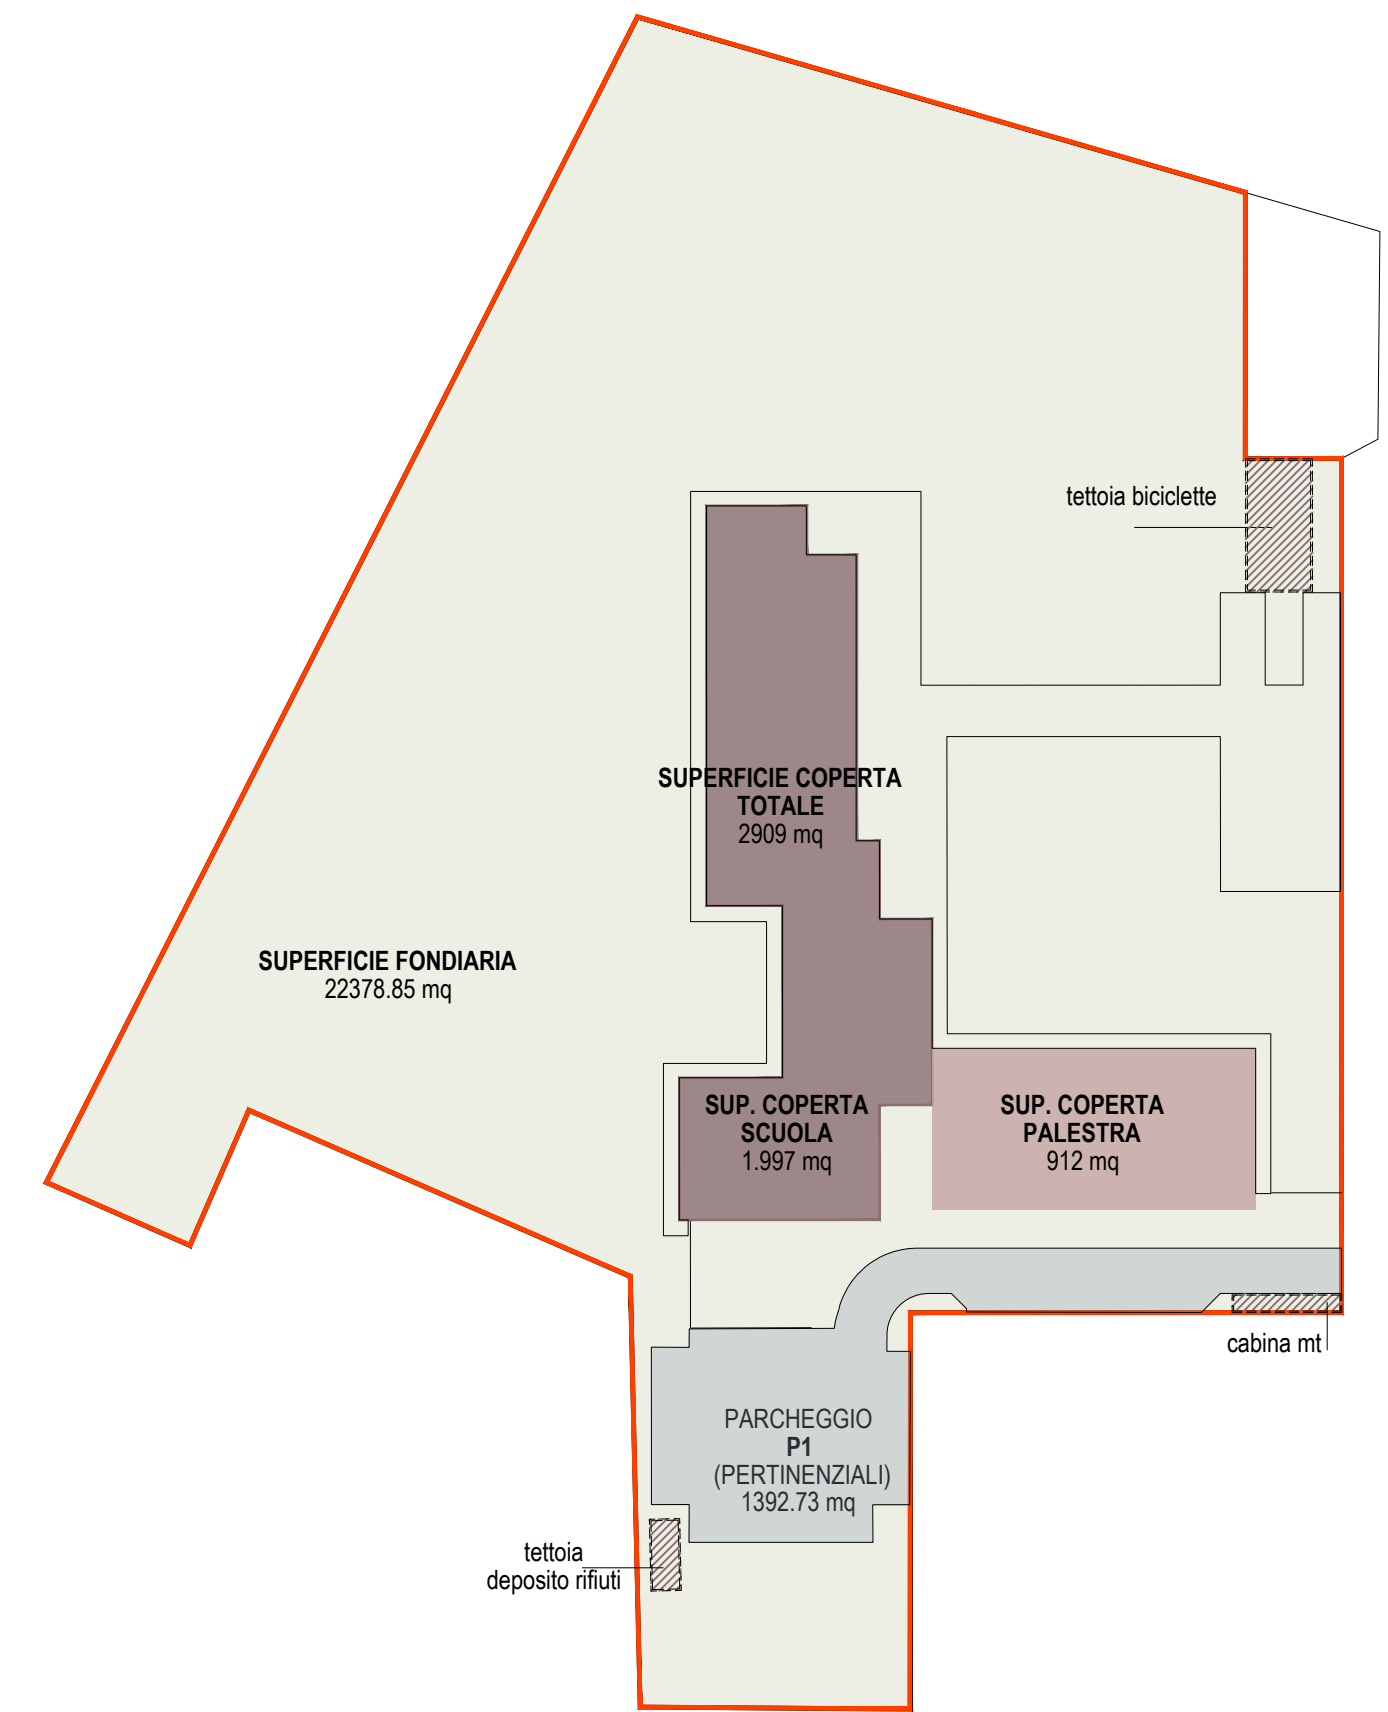 tettoia biciclette
SUPERFICIE COPERTA
TOTALE
2909 mq
SUPERFICIE FONDIARIA
22378.85 mq
SUP. COPERTA
SCUOLA
1.997 mq
SUP. COPERTA
PALESTRA
912 mq
cabina mt
PARCHEGGIO
P1
(PERTINENZIALI)
1392.73 mq
tettoia
deposito rifiuti